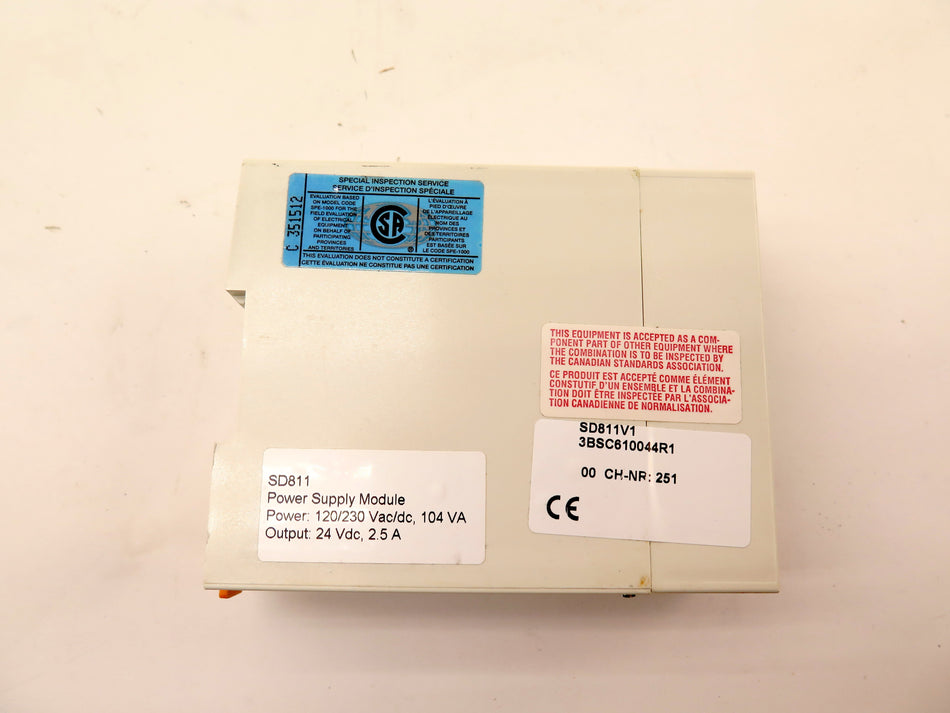 SPECIAL INSPECTION SERVICE
SERVICE D'INSPECTION SPÉCIALE
C 351512
EVALUATION BASED
ON MODEL CODE
SPE-1000 FOR THE
FIELD EVALUATION
OF ELECTRICAL
EQUIPMENT
ON BEHALF OF
PARTICIPATING
PROVINCES
AND TERRITORIES
CSA
®
L'ÉVALUATION À
PIED D'ŒUVRE
DE L'APPAREILLAGE
ÉLECTRIQUE AU
NOM DES
PROVINCES ET
DES TERRITOIRES
PARTICIPANTS
EST BASÉE SUR
LE CODE SPE-1000
THIS EVALUATION DOES NOT CONSTITUTE A CERTIFICATION
CETTE ÉVALUATION NE CONSTITUE PAS UNE CERTIFICATION
THIS EQUIPMENT IS ACCEPTED AS A COM-
PONENT PART OF OTHER EQUIPMENT WHERE
THE COMBINATION IS TO BE INSPECTED BY
THE CANADIAN STANDARDS ASSOCIATION.
CE PRODUIT EST ACCEPTÉ COMME ÉLÉMENT
CONSTUTIF D'UN ENSEMBLE ET LA COMBINA-
TION DOIT ÊTRE INSPECTÉE PAR L'ASSOCIA-
TION CANADIENNE DE NORMALISATION.
SD811V1
3BSC610044R1
00 CH-NR: 251
CE
SD811
Power Supply Module
Power: 120/230 Vac/dc, 104 VA
Output: 24 Vdc, 2.5 A